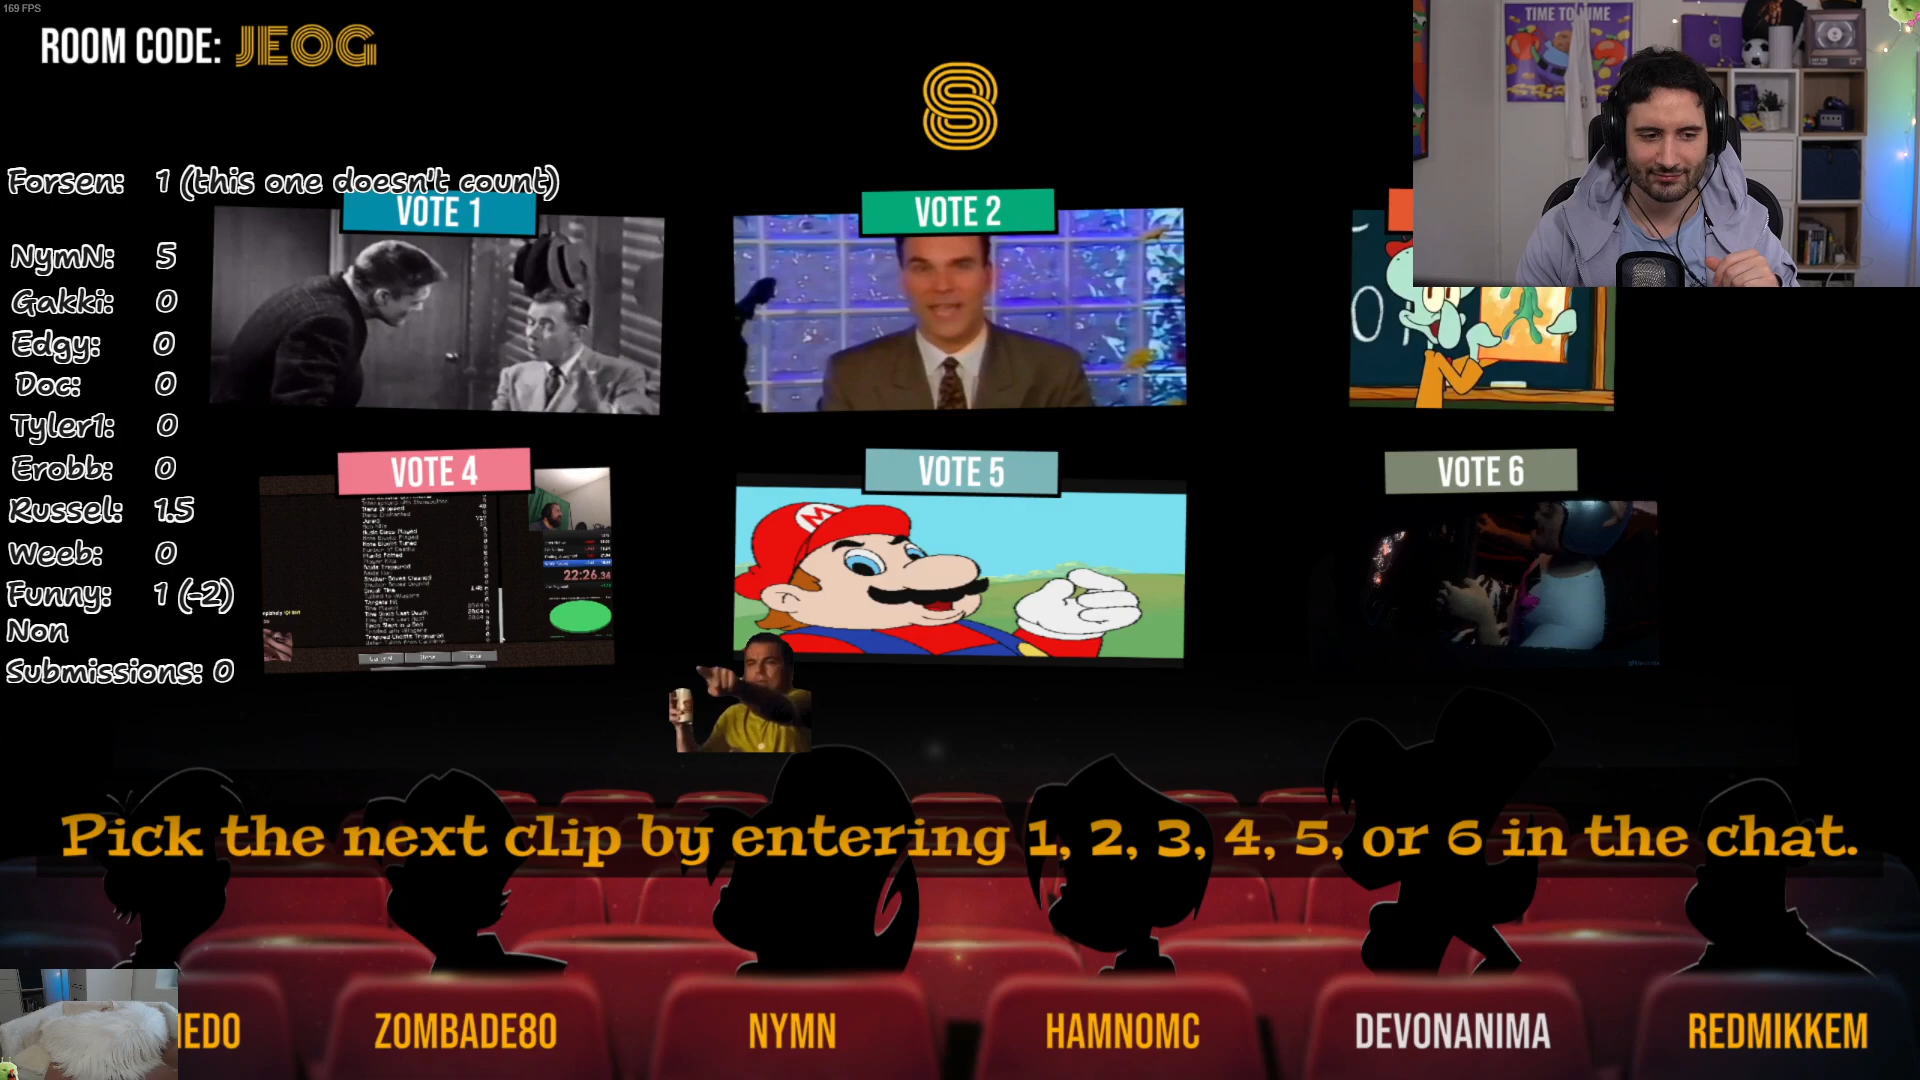 169 FPS
ROOM CODE: JEOG
8
TIME TO
Forsen: 1 (this one doesn't count)
VOTE 1
VOTE 2
NymN: 5
Gakki: 0
Edgy: 0
Doc: 0
Tyler1: 0
Erobb: 0
Russel: 1.5
Weeb: 0
Funny: 1 (-2)
Non
Submissions: 0
VOTE 4
VOTE 5
VOTE 6
22:26.34
M
Pick the next clip by entering 1, 2, 3, 4, 5, or 6 in the chat.
IEDO
ZOMBADE80
NYMN
HAMNOMC
DEVONANIMA
REDMIKKEM